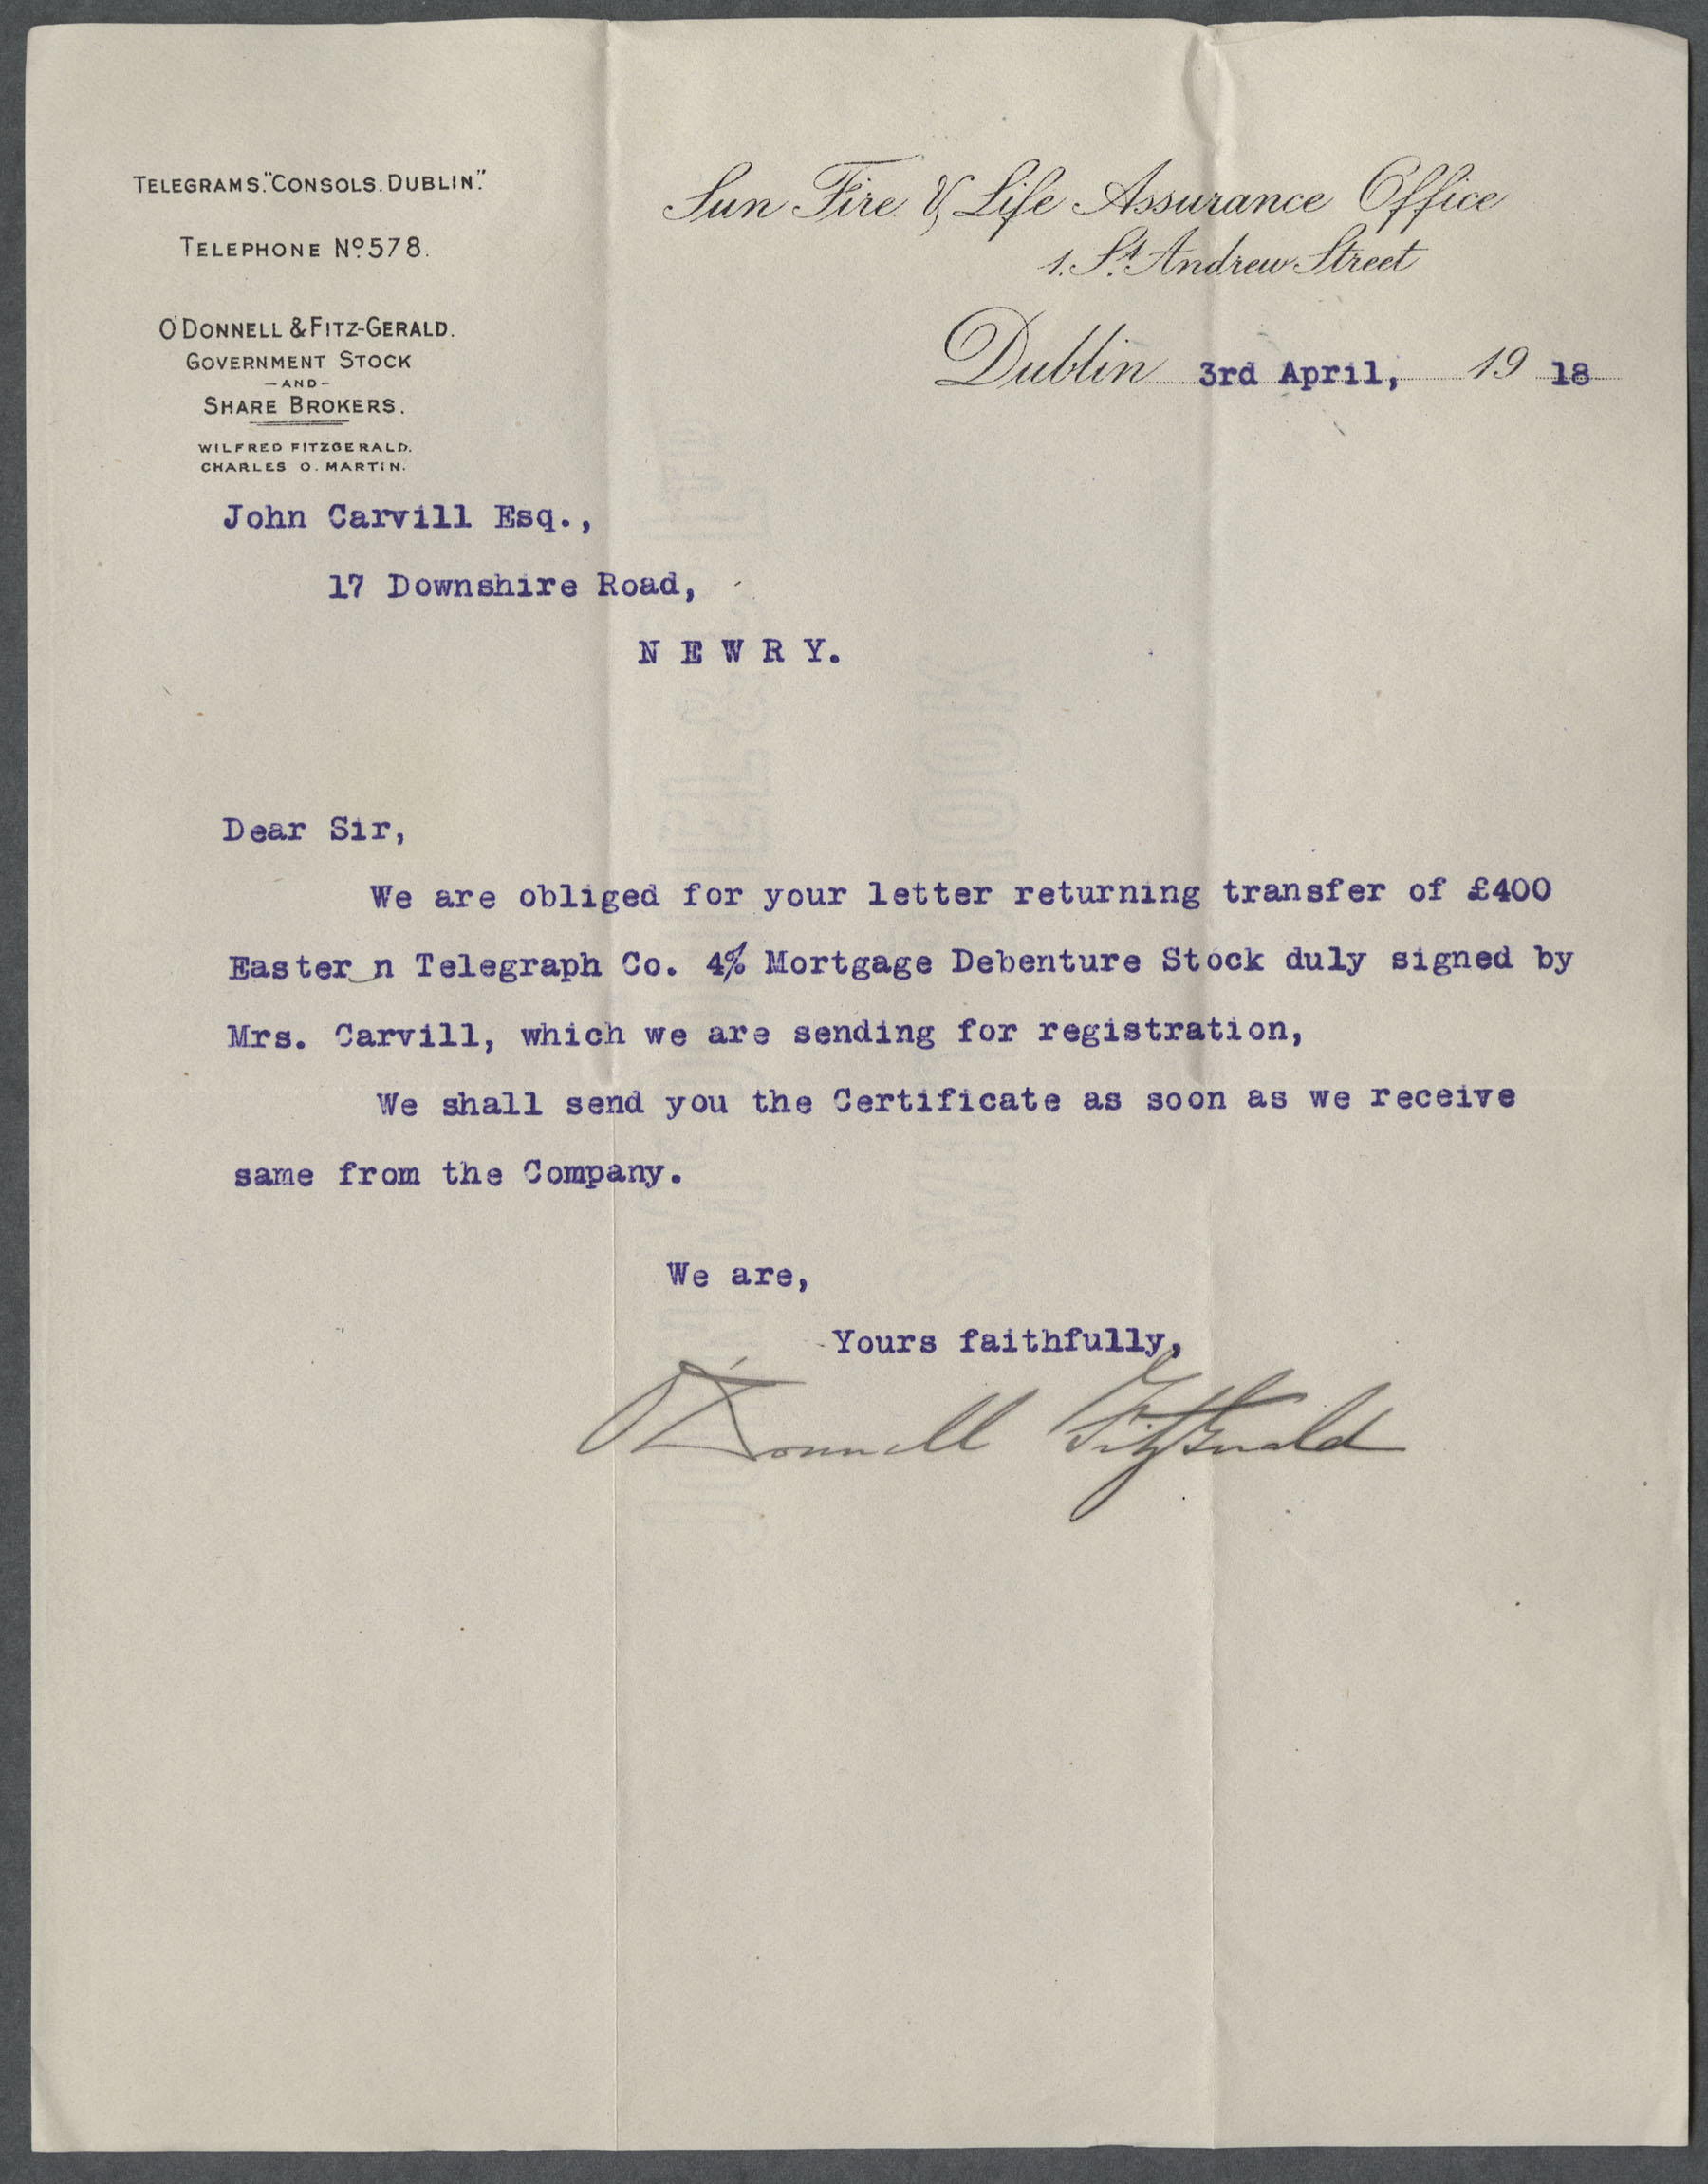 TELEGRAMS. "CONSOLS. DUBLIN."
TELEPHONE Nº 578.
O'DONNELL & FITZ-GERALD.
GOVERNMENT STOCK
-AND-
SHARE BROKERS.
WILFRED FITZGERALD.
CHARLES O. MARTIN.
Sun Fire & Life Assurance Office
1. St. Andrew Street
Dublin 3rd April, 1918
John Carvill Esq.,
17 Downshire Road,
N E W R Y.
Dear Sir,
We are obliged for your letter returning transfer of £400
Easter n Telegraph Co. 4% Mortgage Debenture Stock duly signed by
Mrs. Carvill, which we are sending for registration,
We shall send you the Certificate as soon as we receive
same from the Company.
We are,
Yours faithfully,
O'Donnell FitzGerald